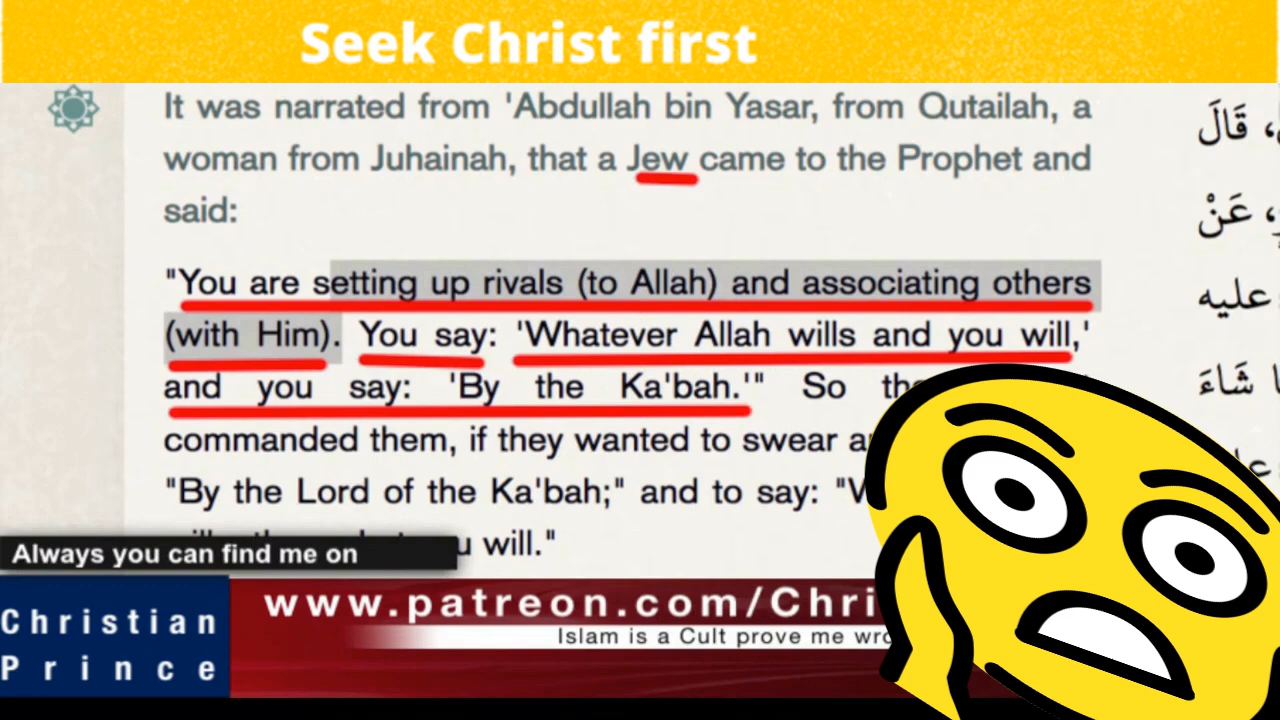 Seek Christ first
It was narrated from 'Abdullah bin Yasar, from Qutailah, a
woman from Juhainah, that a Jew came to the Prophet and
said:
"You are setting up rivals (to Allah) and associating others
(with Him). You say: 'Whatever Allah wills and you will,'
and you say: 'By the Ka'bah.'" So
commanded them, if they wanted to swear
"By the Lord of the Ka'bah;" and to say:
will."
قَالَ
عَنْ
عليه
شَاءَ
Always you can find me on
Christian
Prince
www.patreon.com/Chri
Islam is a Cult prove me